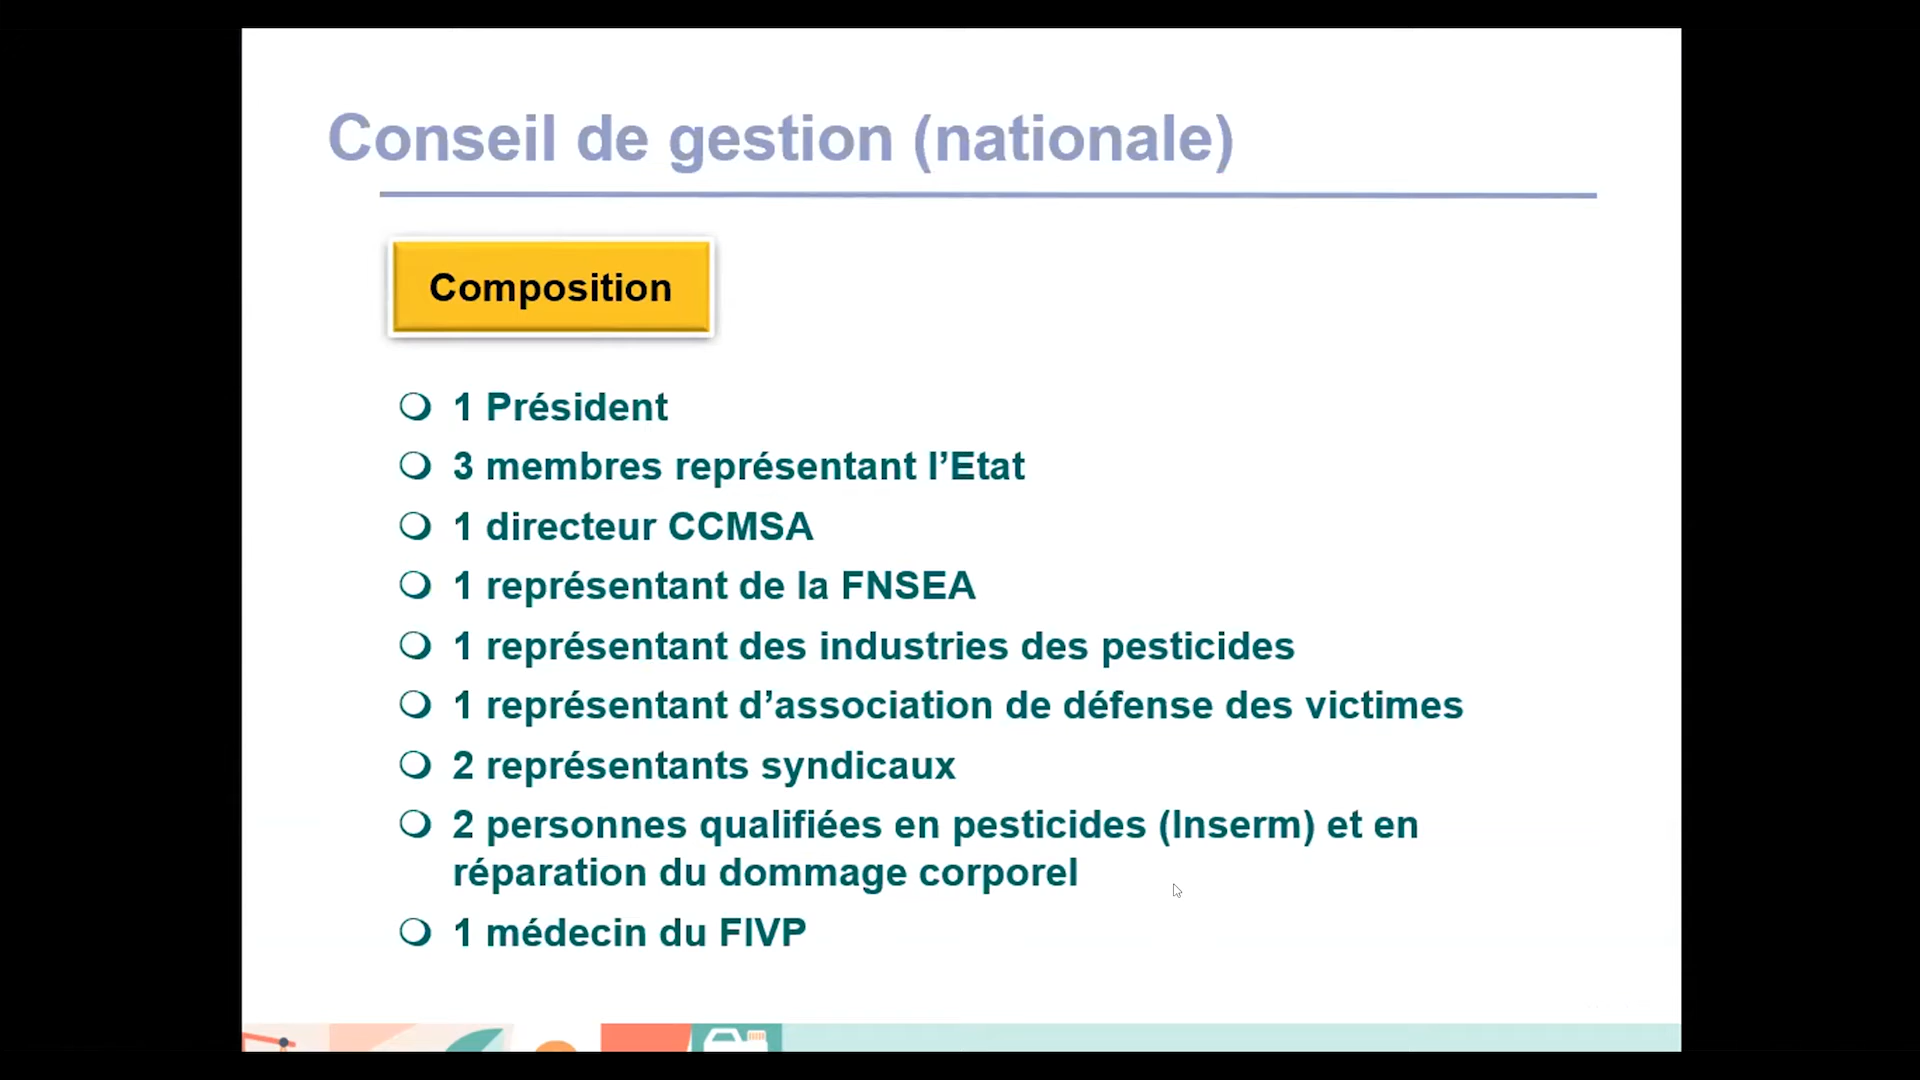 Conseil de gestion (nationale)
Composition
1 Président
3 membres représentant l’Etat
1 directeur CCMSA
1 représentant de la FNSEA
1 représentant des industries des pesticides
1 représentant d’association de défense des victimes
2 représentants syndicaux
2 personnes qualifiées en pesticides (Inserm) et en
réparation du dommage corporel
1 médecin du FIVP